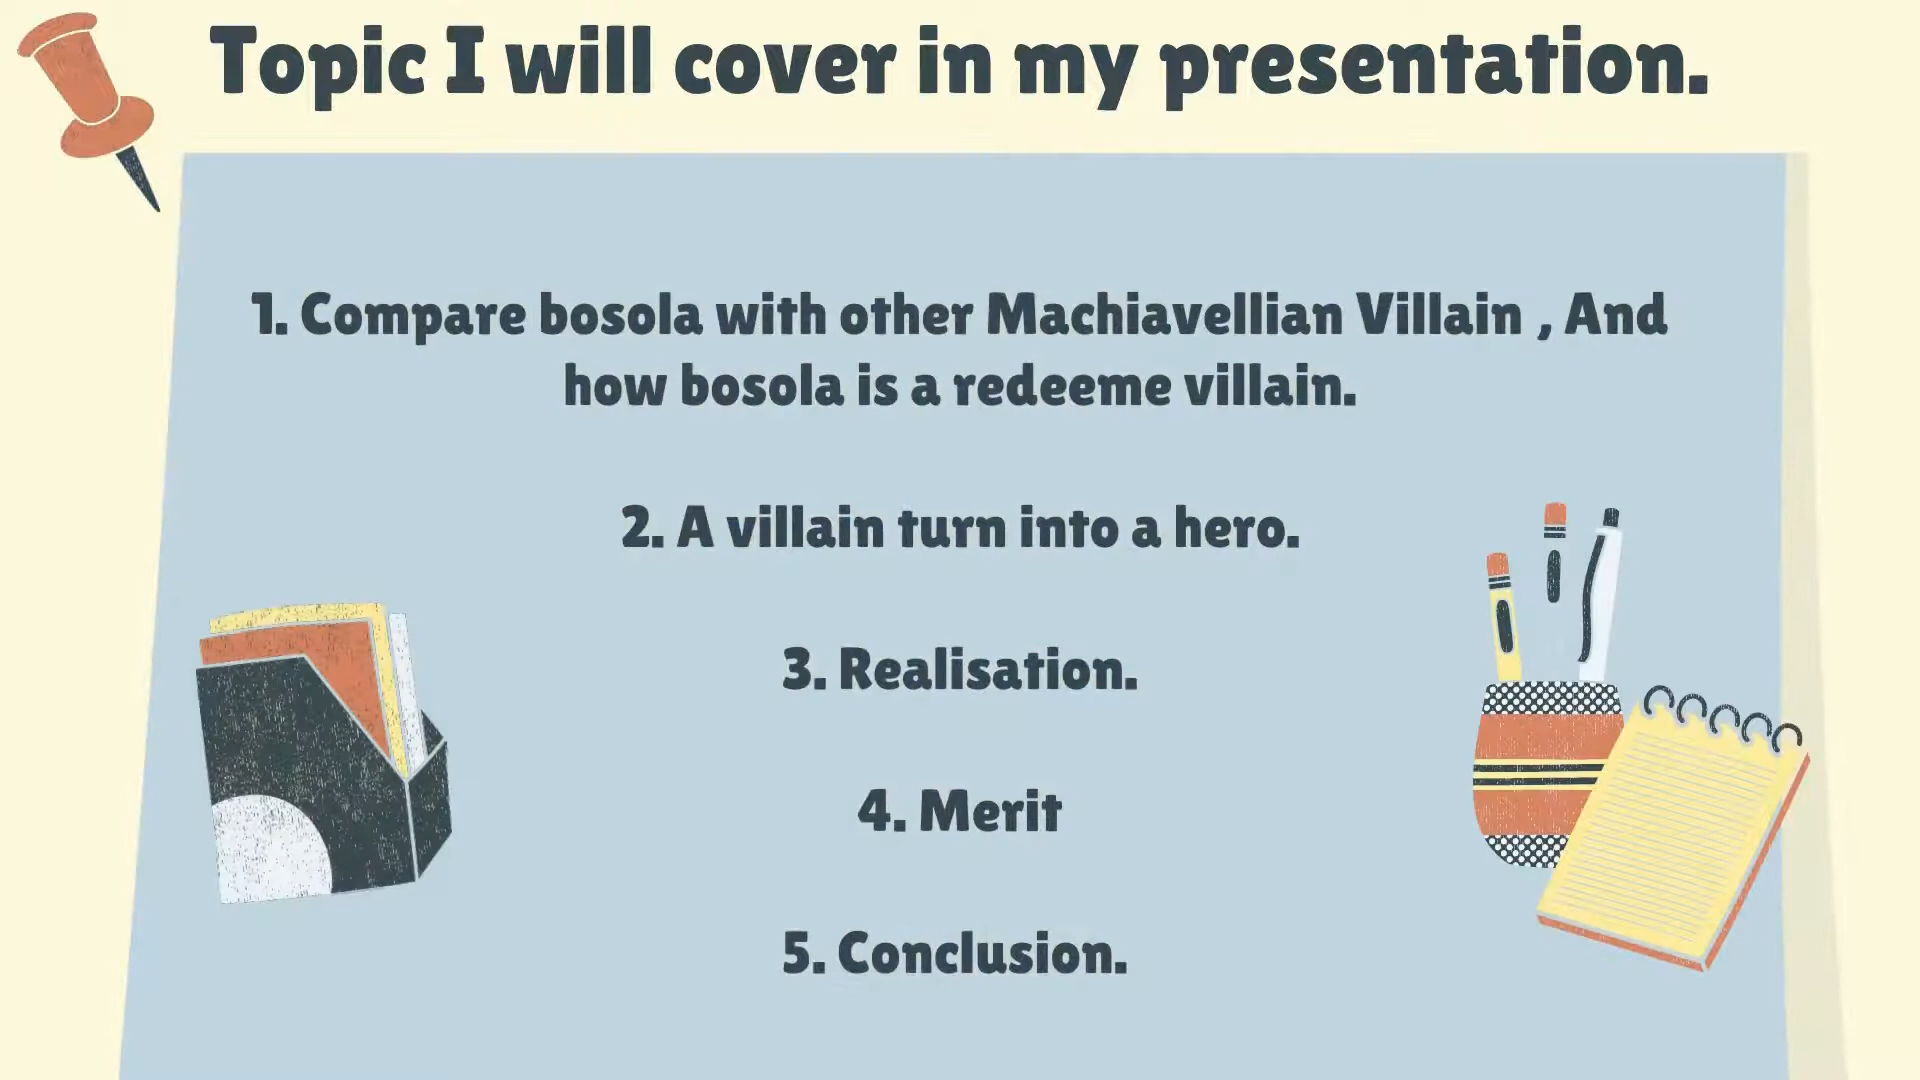 Topic I will cover in my presentation.
1. Compare bosola with other Machiavellian Villain , And
how bosola is a redeeme villain.
2. A villain turn into a hero.
3. Realisation.
4. Merit
5. Conclusion.